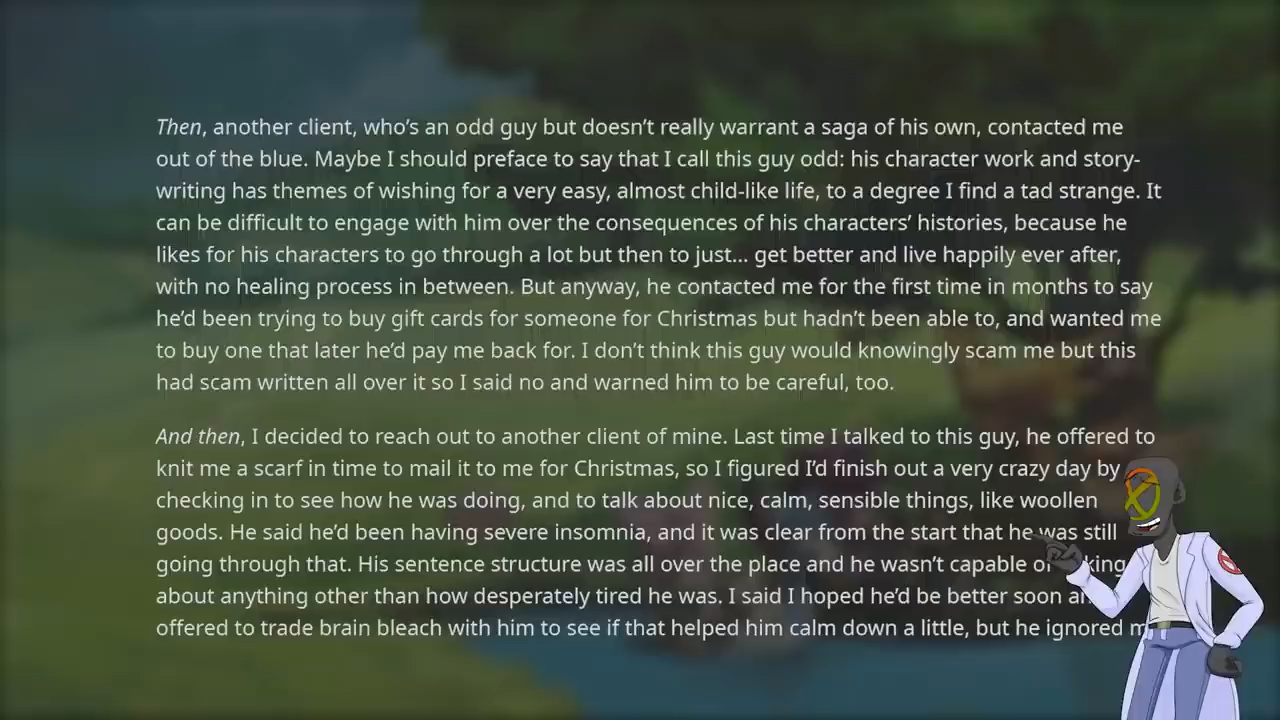 Then, another client, who's an odd guy but doesn't really warrant a saga of his own, contacted me
out of the blue. Maybe I should preface to say that I call this guy odd: his character work and story-
writing has themes of wishing for a very easy, almost child-like life, to a degree I find a tad strange. It
can be difficult to engage with him over the consequences of his characters' histories, because he
likes for his characters to go through a lot but then to just... get better and live happily ever after,
with no healing process in between. But anyway, he contacted me for the first time in months to say
he'd been trying to buy gift cards for someone for Christmas but hadn't been able to, and wanted me
to buy one that later he'd pay me back for. I don't think this guy would knowingly scam me but this
had scam written all over it so I said no and warned him to be careful, too.
And then, I decided to reach out to another client of mine. Last time I talked to this guy, he offered to
knit me a scarf in time to mail it to me for Christmas, so I figured I'd finish out a very crazy day by
checking in to see how he was doing, and to talk about nice, calm, sensible things, like woollen
goods. He said he'd been having severe insomnia, and it was clear from the start that he was still
going through that. His sentence structure was all over the place and he wasn't capable
about anything other than how desperately tired he was. I said I hoped he'd be better soon
offered to trade brain bleach with him to see if that helped him calm down a little, but he ignored